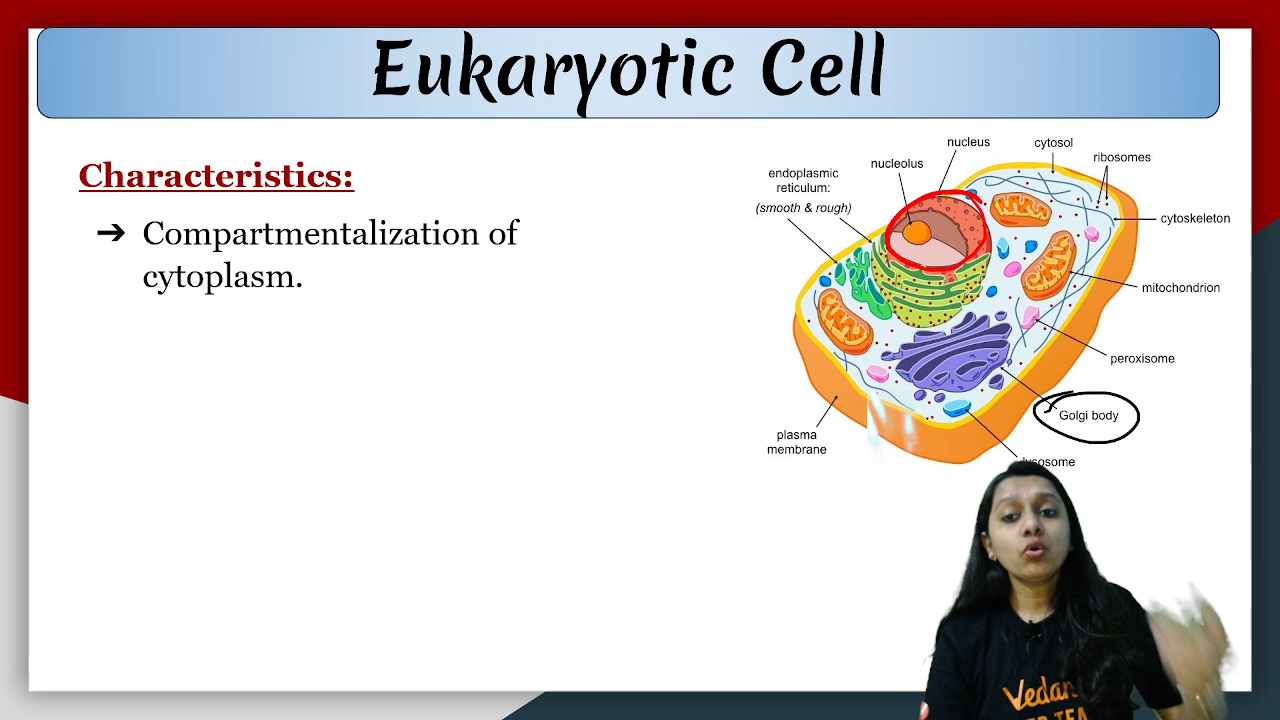 Eukaryotic Cell
Characteristics:
➔ Compartmentalization of
cytoplasm.
nucleus
cytosol
nucleolus
ribosomes
endoplasmic
reticulum:
(smooth & rough)
cytoskeleton
mitochondrion
peroxisome
Golgi body
plasma
membrane
lysosome
Vedan